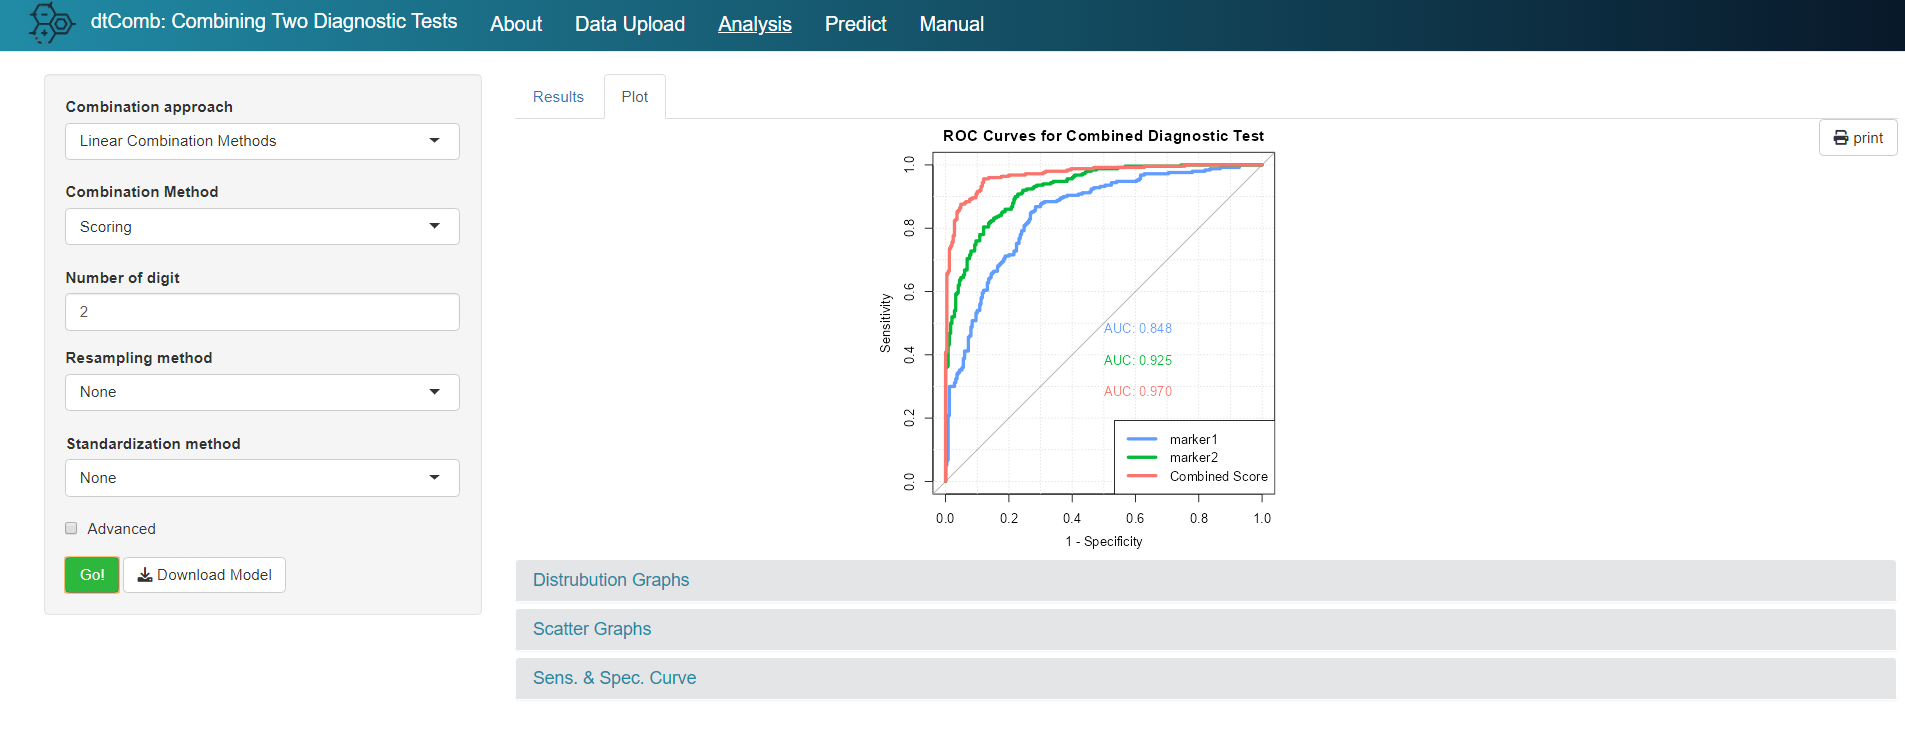 dtComb: Combining Two Diagnostic Tests About Data Upload Analysis Predict Manual
Combination approach
Linear Combination Methods
Combination Method
Scoring
Number of digit
2
Resampling method
None
Standardization method
None
Advanced
Go! Download Model
Results Plot
print
ROC Curves for Combined Diagnostic Test
Sensitivity
1.0
0.8
0.6
0.4
0.2
0.0
AUC: 0.848
AUC: 0.925
AUC: 0.970
marker1
marker2
Combined Score
0.0 0.2 0.4 0.6 0.8 1.0
1 - Specificity
Distrubution Graphs
Scatter Graphs
Sens. & Spec. Curve